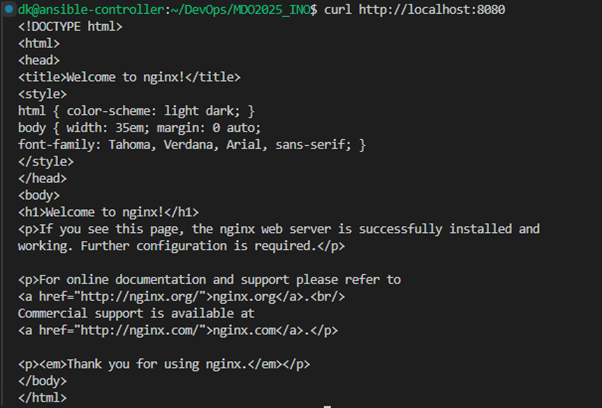 dk@ansible-controller:~/DevOps/MDO2025_INO$ curl http://localhost:8080
<!DOCTYPE html>
<html>
<head>
<title>Welcome to nginx!</title>
<style>
html { color-scheme: light dark; }
body { width: 35em; margin: 0 auto;
font-family: Tahoma, Verdana, Arial, sans-serif; }
</style>
</head>
<body>
<h1>Welcome to nginx!</h1>
<p>If you see this page, the nginx web server is successfully installed and
working. Further configuration is required.</p>

<p>For online documentation and support please refer to
<a href="http://nginx.org/">nginx.org</a>.<br/>
Commercial support is available at
<a href="http://nginx.com/">nginx.com</a>.</p>

<p><em>Thank you for using nginx.</em></p>
</body>
</html>